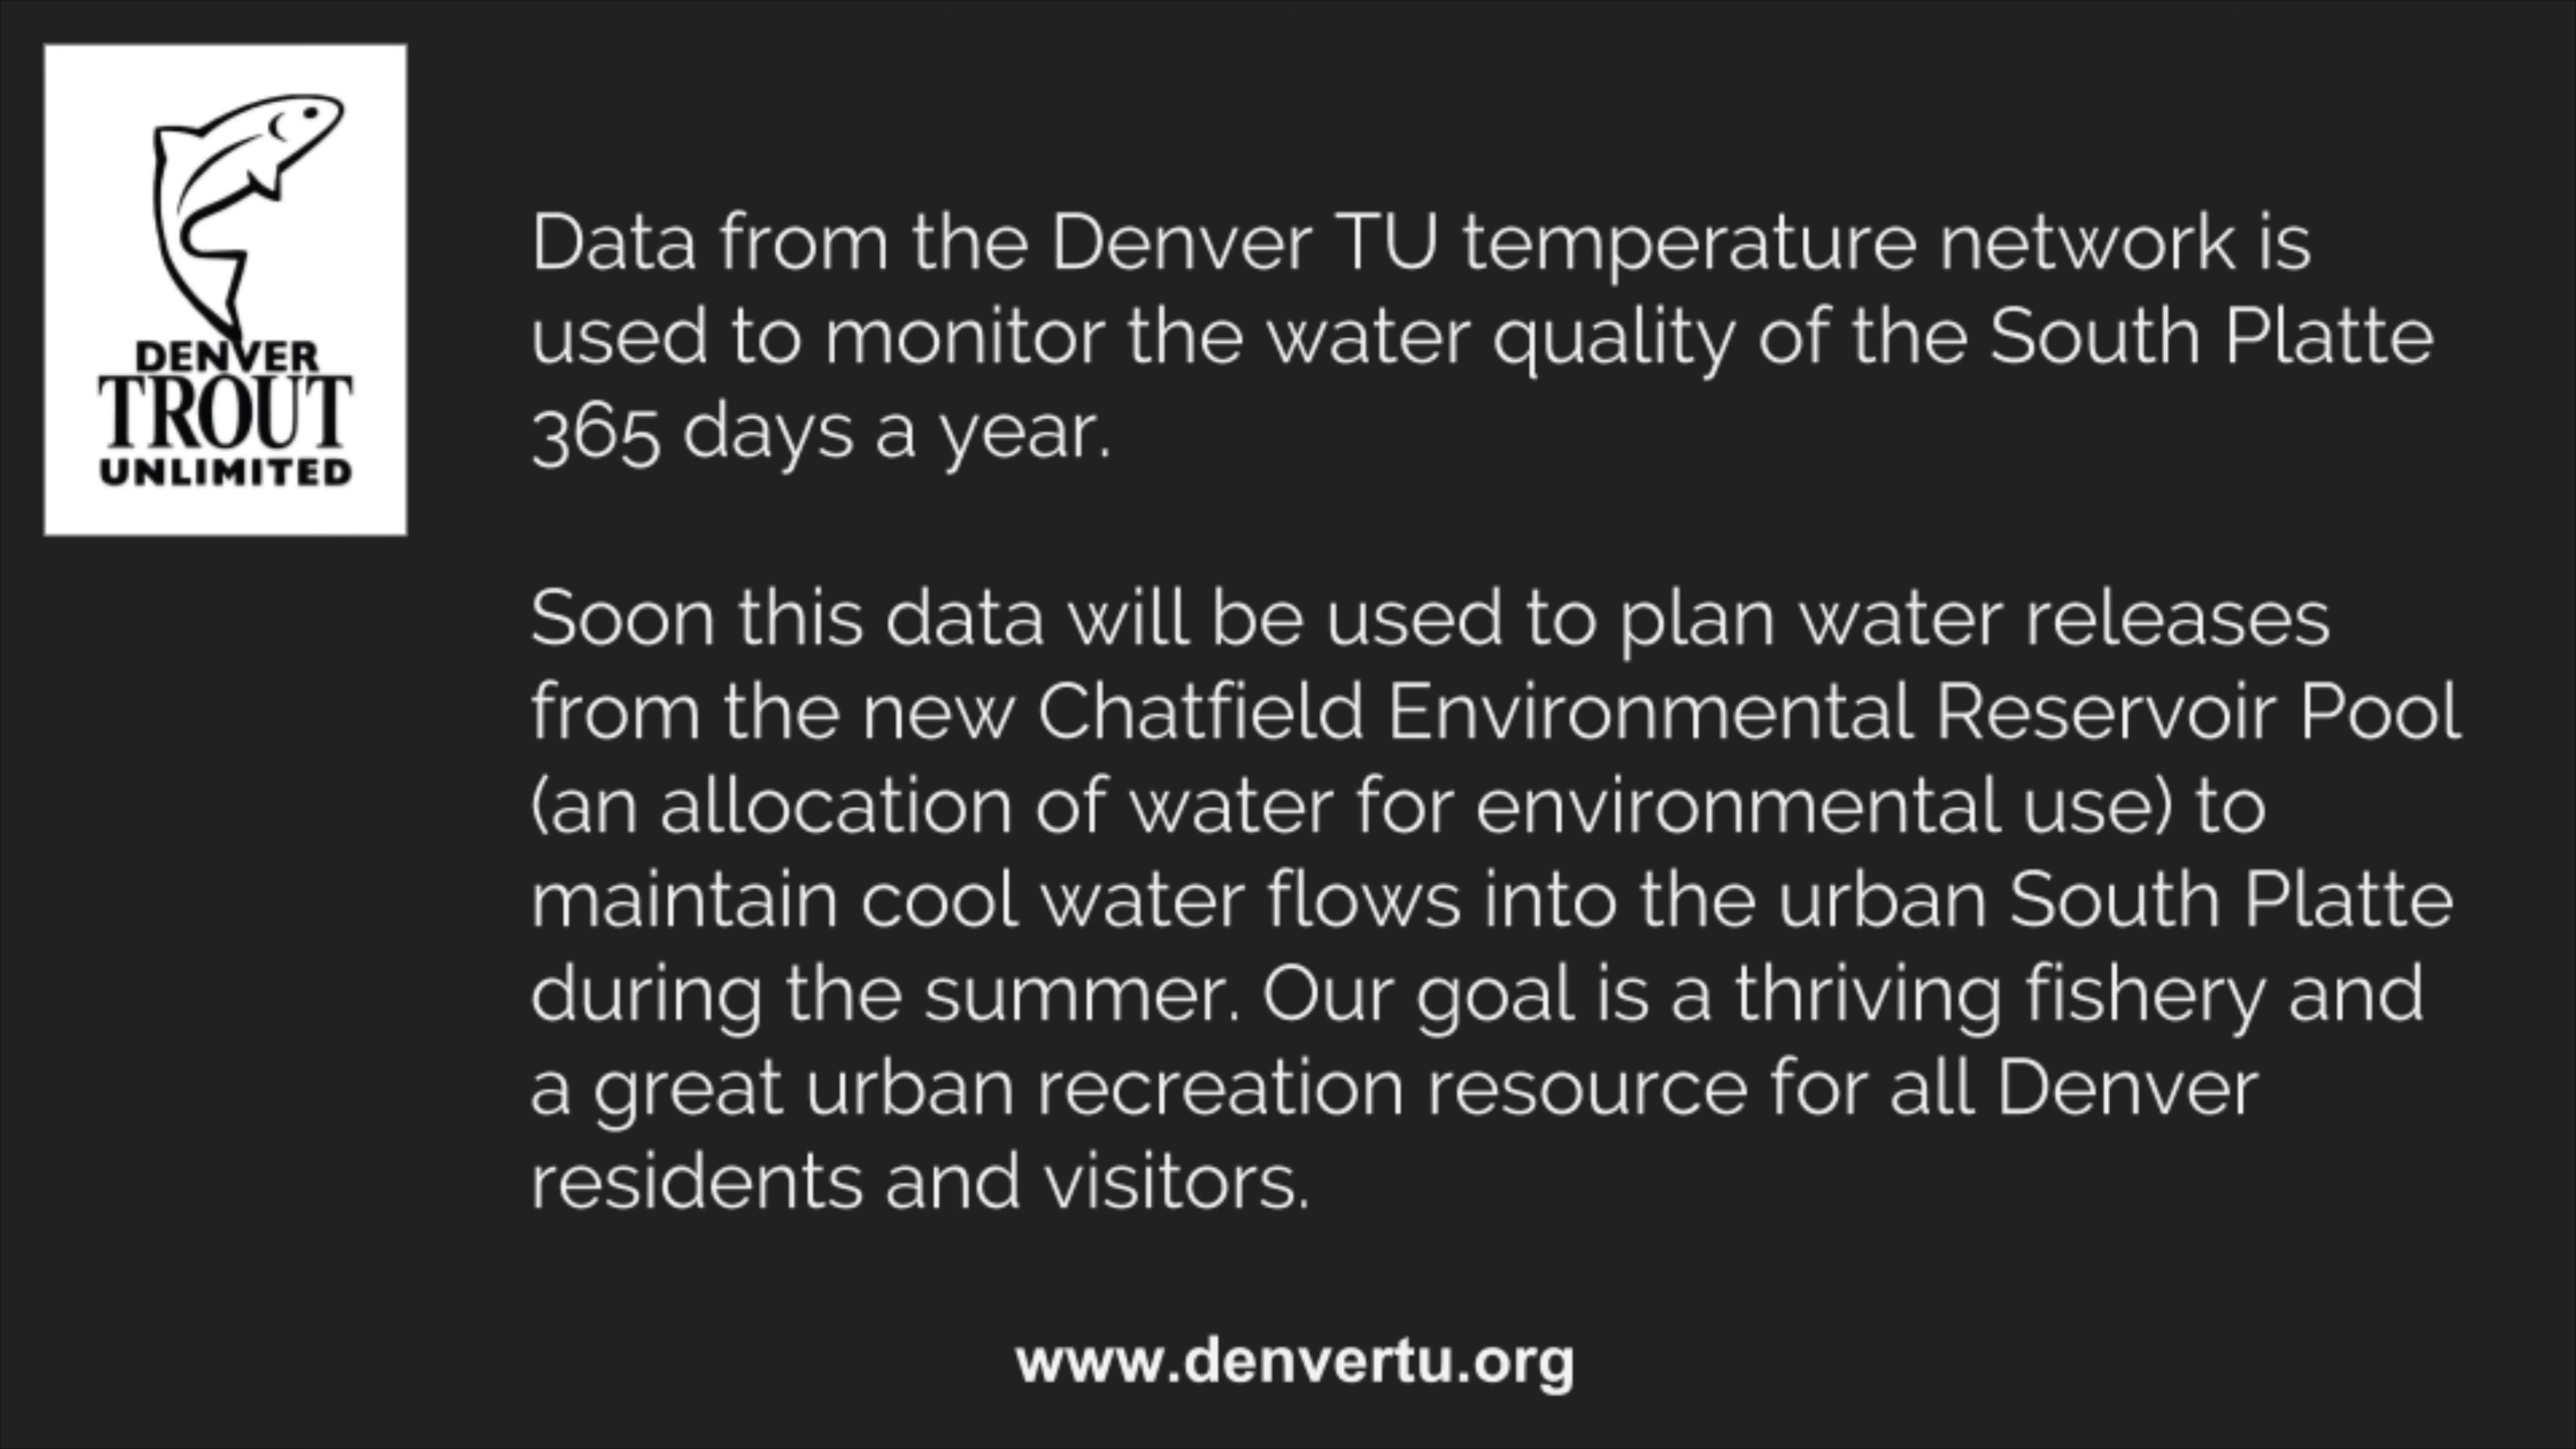 DENVER
TROUT
UNLIMITED
Data from the Denver TU temperature network is
used to monitor the water quality of the South Platte
365 days a year.
Soon this data will be used to plan water releases
from the new Chatfield Environmental Reservoir Pool
(an allocation of water for environmental use) to
maintain cool water flows into the urban South Platte
during the summer. Our goal is a thriving fishery and
a great urban recreation resource for all Denver
residents and visitors.
www.denvertu.org